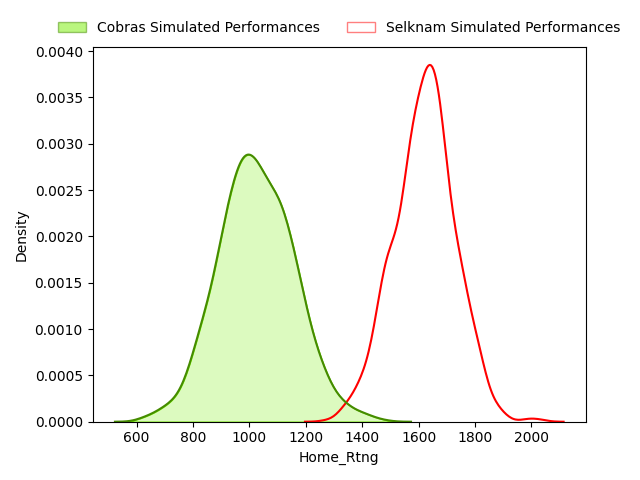 Cobras Simulated Performances
Selknam Simulated Performances
0.0040
0.0035
0.0030
0.0025
0.0020
0.0015
0.0010
0.0005
0.0000
Density
600 800 1000 1200 1400 1600 1800 2000
Home_Rtng